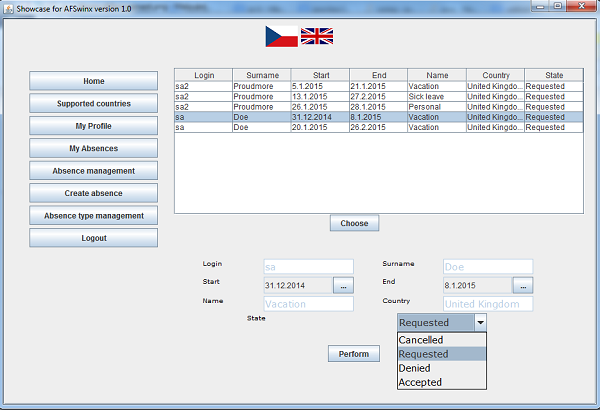 Showcase for AFSwinx version 1.0
Home
Supported countries
My Profile
My Absences
Absence management
Create absence
Absence type management
Logout
Login Surname Start End Name Country State
sa2 Proudmore 5.1.2015 21.1.2015 Vacation United Kingdo... Requested
sa2 Proudmore 13.1.2015 27.2.2015 Sick leave United Kingdo... Requested
sa2 Proudmore 26.1.2015 28.1.2015 Personal United Kingdo... Requested
sa Doe 31.12.2014 8.1.2015 Vacation United Kingdo... Requested
sa Doe 20.1.2015 26.2.2015 Vacation United Kingdo... Requested
Choose
Login sa Surname Doe
Start 31.12.2014 ... End 8.1.2015 ...
Name Vacation Country United Kingdom
State Requested
Cancelled
Requested
Denied
Accepted
Perform